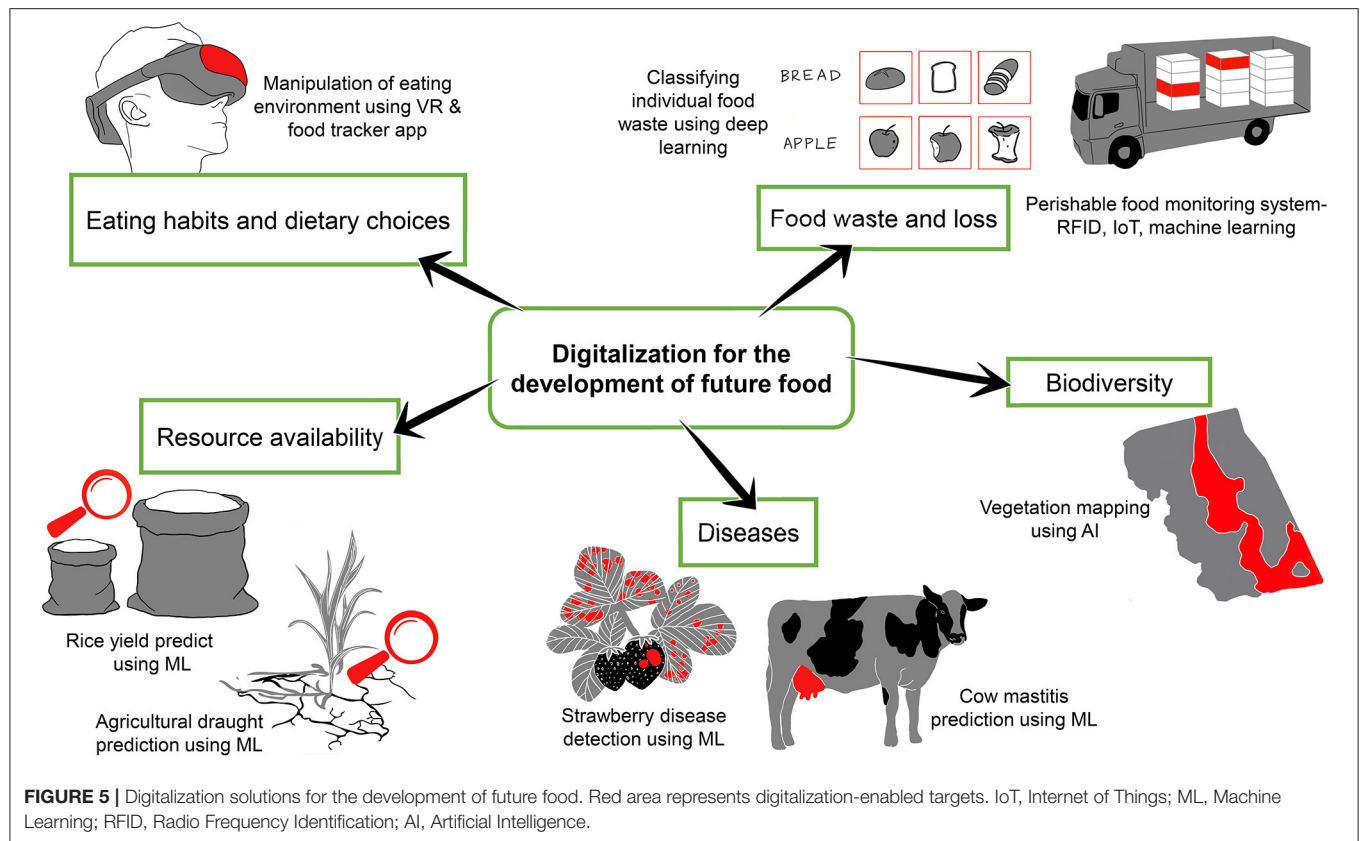 Manipulation of eating
environment using VR &
food tracker app
Eating habits and dietary choices
Classifying
individual food
waste using deep
learning
BREAD
APPLE
Food waste and loss
Perishable food monitoring system-
RFID, IoT, machine learning
Digitalization for the
development of future food
Biodiversity
Vegetation mapping
using AI
Resource availability
Rice yield predict
using ML
Agricultural draught
prediction using ML
Diseases
Strawberry disease
detection using ML
Cow mastitis
prediction using ML
FIGURE 5 | Digitalization solutions for the development of future food. Red area represents digitalization-enabled targets. IoT, Internet of Things; ML, Machine
Learning; RFID, Radio Frequency Identification; AI, Artificial Intelligence.